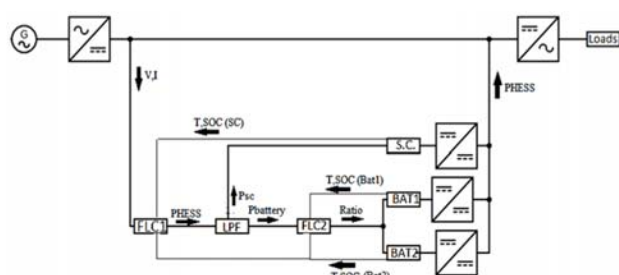 G
Loads
V,I
PHESS
T,SOC (SC)
S.C.
Psc
T,SOC (Bat1)
PHESS
Pbattery
Ratio
BAT1
FLC1
LPF
FLC2
BAT2
T,SOC (Bat2)